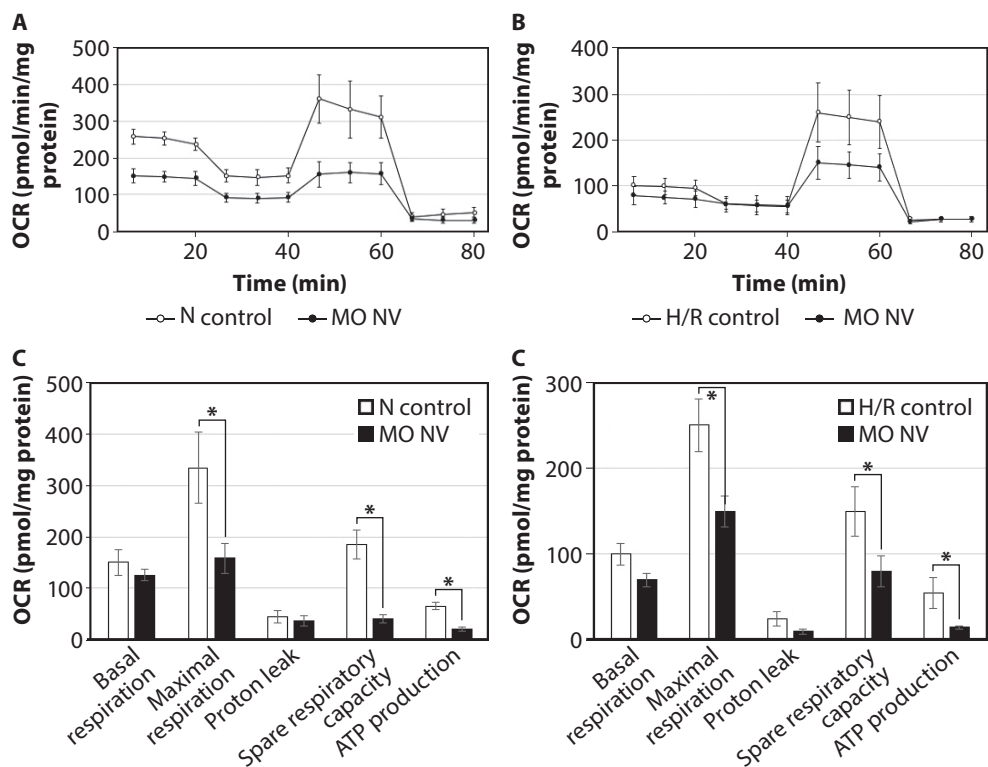 A
OCR (pmol/min/mg
protein)
500
400
300
200
100
0
20
40
60
80
Time (min)
N control
MO NV
B
OCR (pmol/min/mg
protein)
400
300
200
100
0
20
40
60
80
Time (min)
H/R control
MO NV
C
OCR (pmol/mg protein)
500
400
300
200
100
0
N control
MO NV
*
*
*
Basal
respiration
Maximal
respiration
Proton leak
Spare respiratory
capacity
ATP production
C
OCR (pmol/mg protein)
300
200
100
0
H/R control
MO NV
*
*
*
Basal
respiration
Maximal
respiration
Proton leak
Spare respiratory
capacity
ATP production